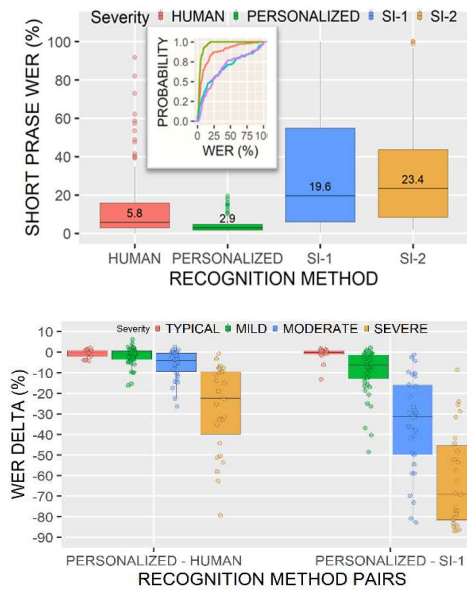 Severity HUMAN PERSONALIZED SI-1 SI-2
SHORT PRASE WER (%)
100
80
60
40
20
0
PROBABILITY
1.0
0.8
0.5
0.2
0.0
0 25 50 75 100
WER (%)
5.8
2.9
19.6
23.4
HUMAN PERSONALIZED SI-1 SI-2
RECOGNITION METHOD
Severity TYPICAL MILD MODERATE SEVERE
WER DELTA (%)
10
0
-10
-20
-30
-40
-50
-60
-70
-80
-90
PERSONALIZED - HUMAN PERSONALIZED - SI-1
RECOGNITION METHOD PAIRS